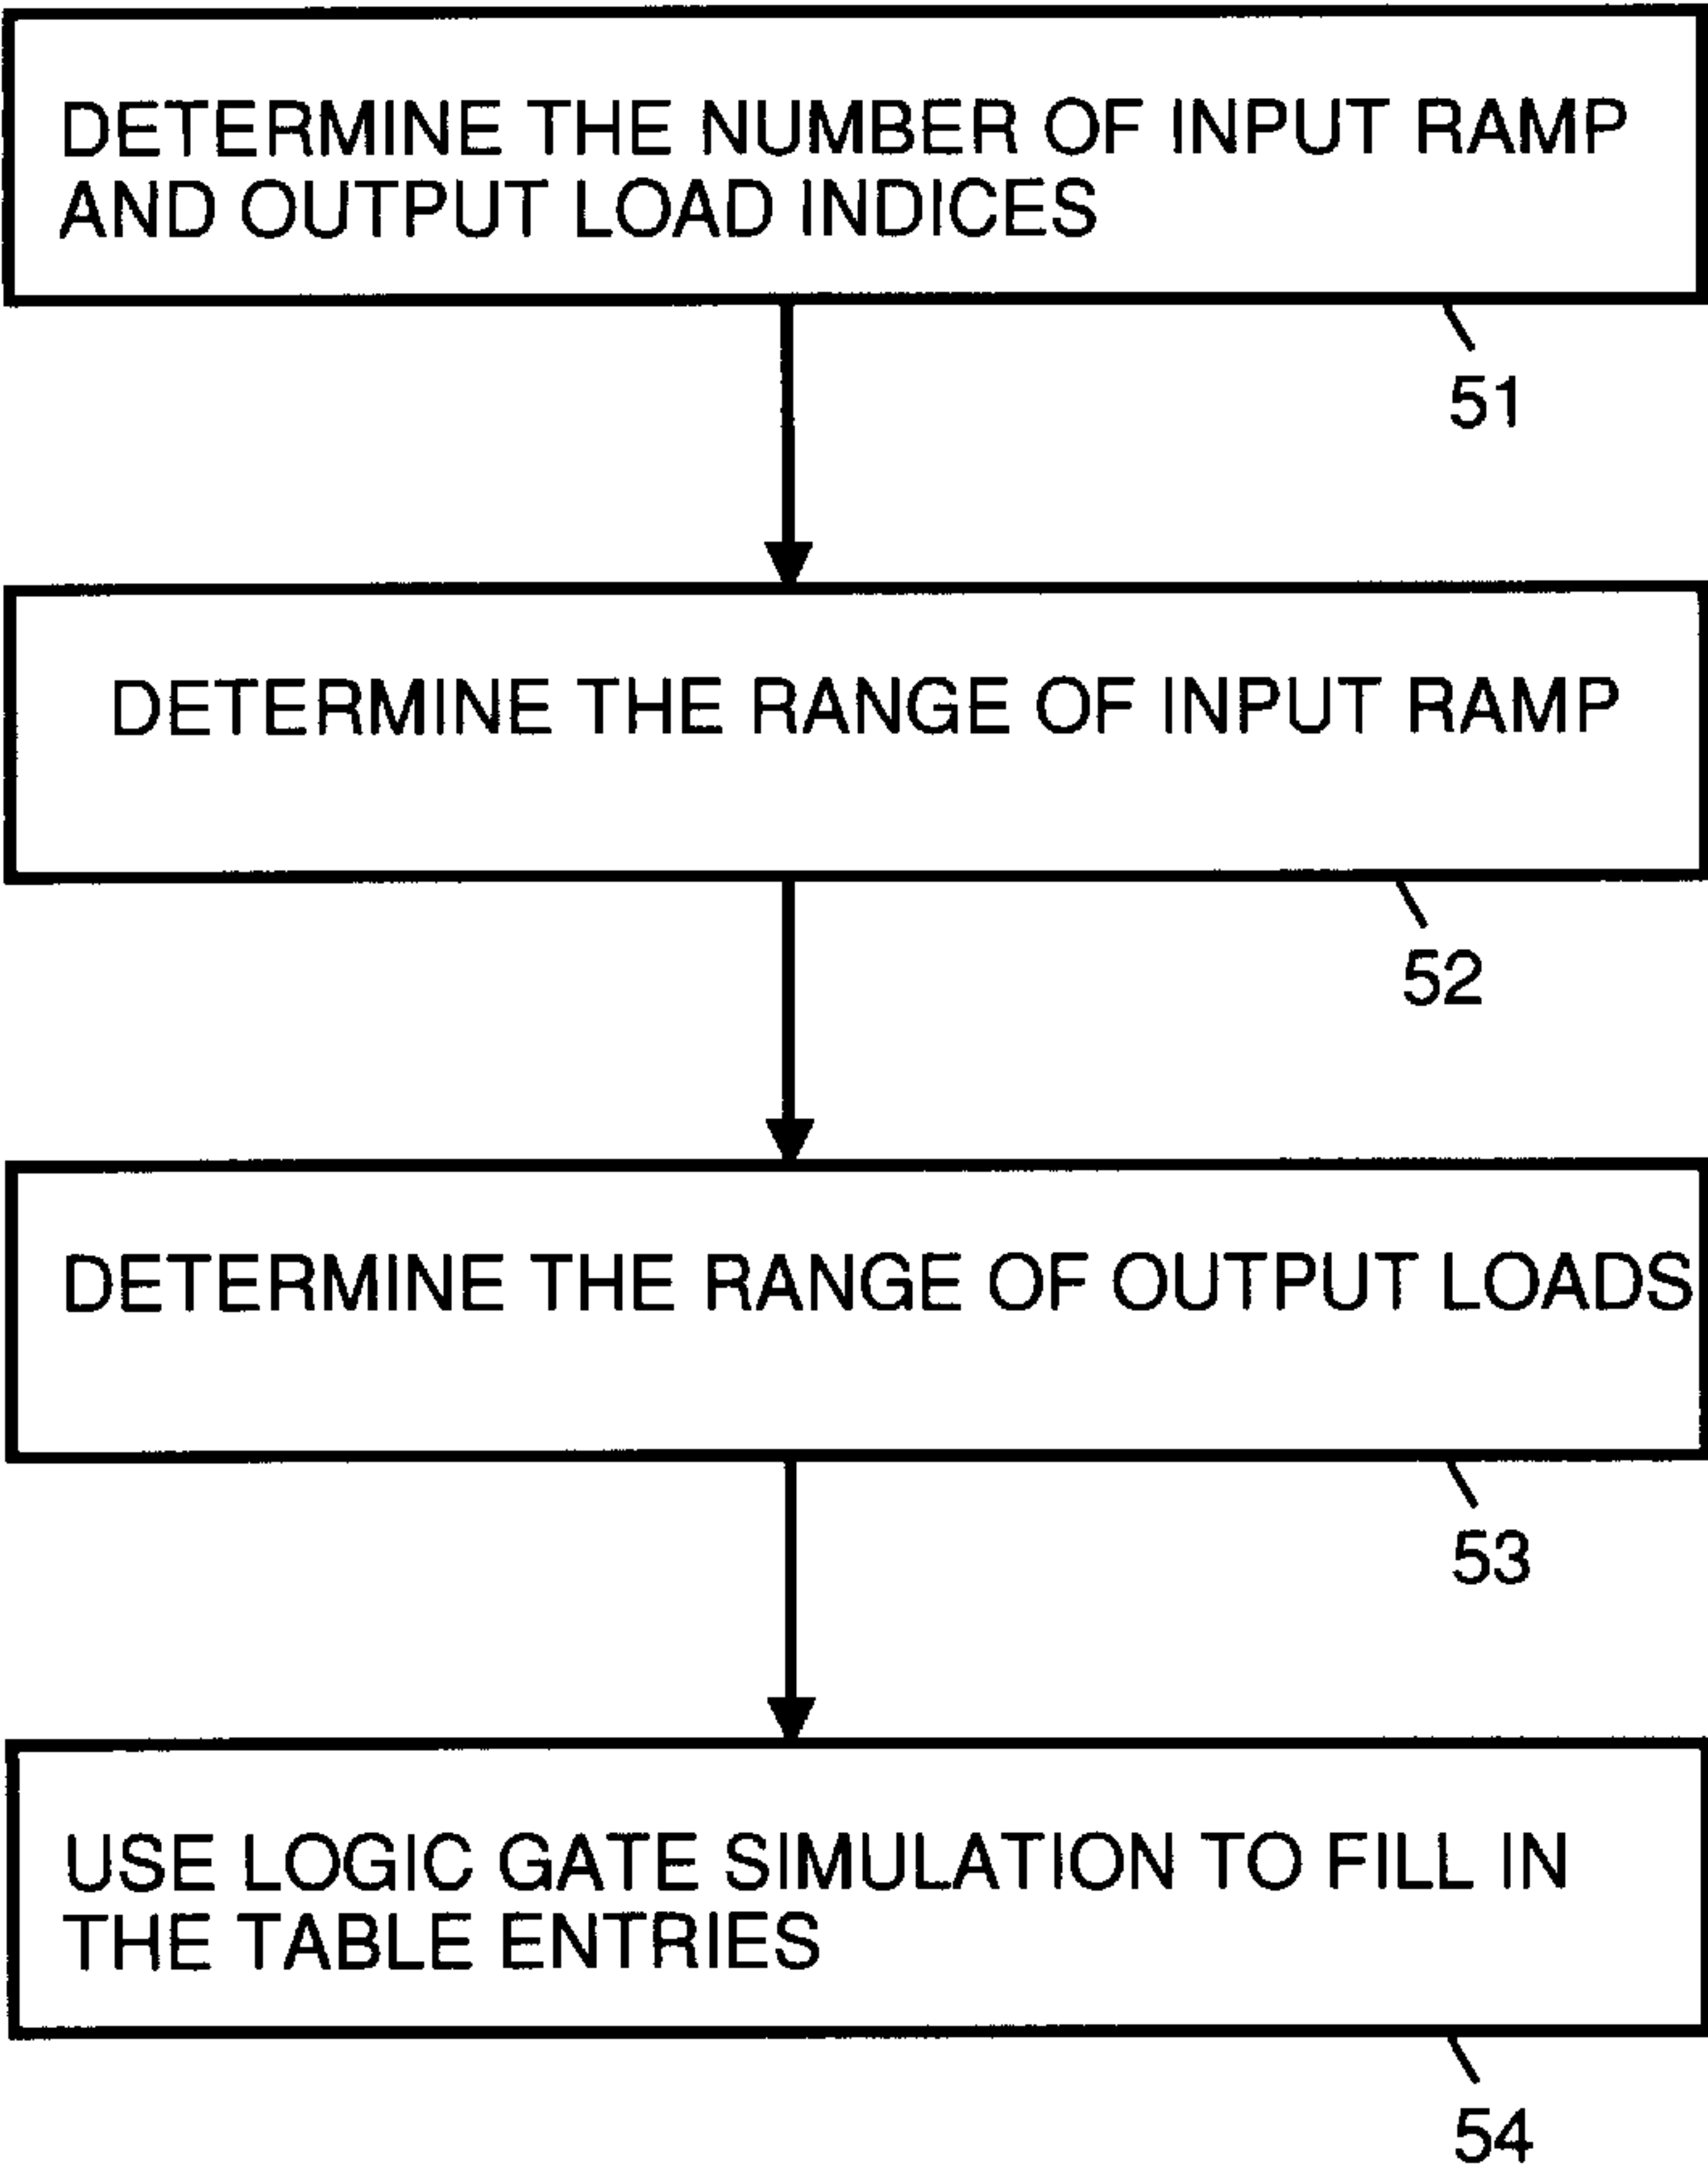 DETERMINE THE NUMBER OF INPUT RAMP
AND OUTPUT LOAD INDICES
51
DETERMINE THE RANGE OF INPUT RAMP
52
DETERMINE THE RANGE OF OUTPUT LOADS
53
USE LOGIC GATE SIMULATION TO FILL IN
THE TABLE ENTRIES
54